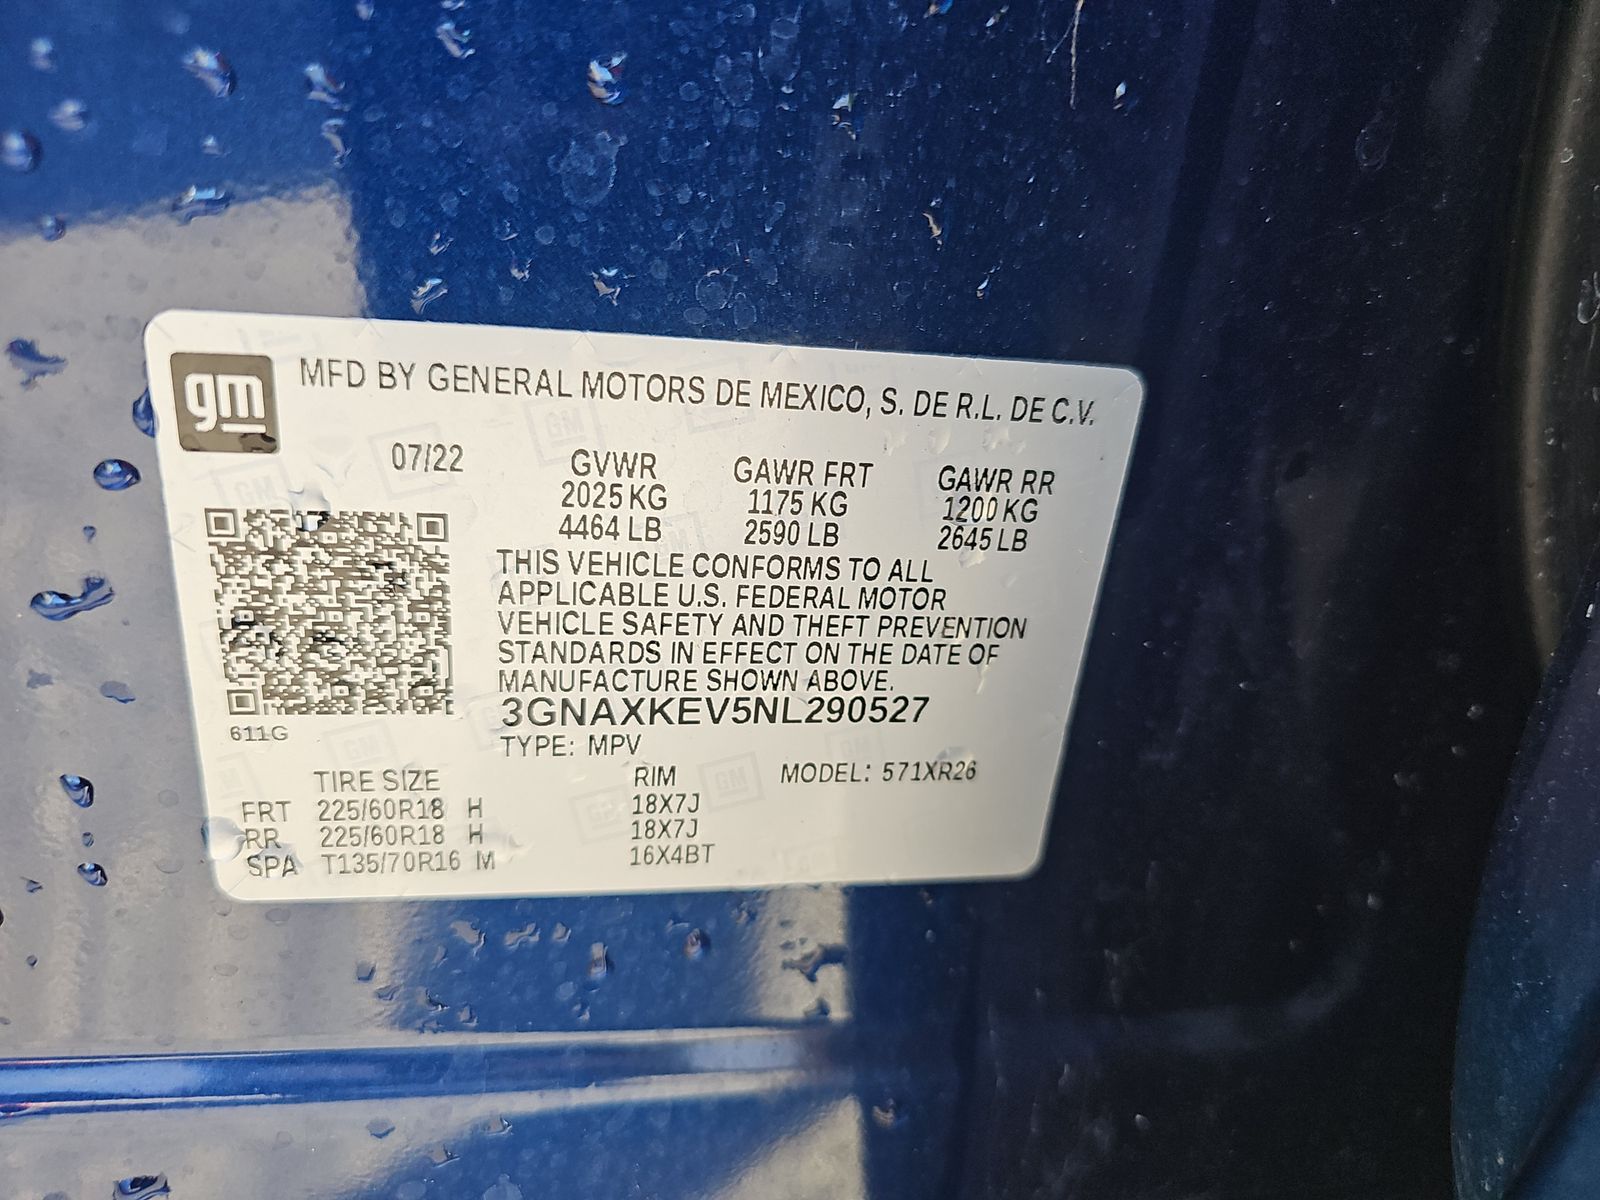 gm
MFD BY GENERAL MOTORS DE MEXICO, S. DE R.L. DE C.V.
07/22
GVWR GAWR FRT GAWR RR
2025 KG 1175 KG 1200 KG
4464 LB 2590 LB 2645 LB
THIS VEHICLE CONFORMS TO ALL
APPLICABLE U.S. FEDERAL MOTOR
VEHICLE SAFETY AND THEFT PREVENTION
STANDARDS IN EFFECT ON THE DATE OF
MANUFACTURE SHOWN ABOVE.
3GNAXKEV5NL290527
611G
TYPE: MPV
TIRE SIZE RIM MODEL: 571XR26
FRT 225/60R18 H 18X7J
RR 225/60R18 H 18X7J
SPA T135/70R16 M 16X4BT